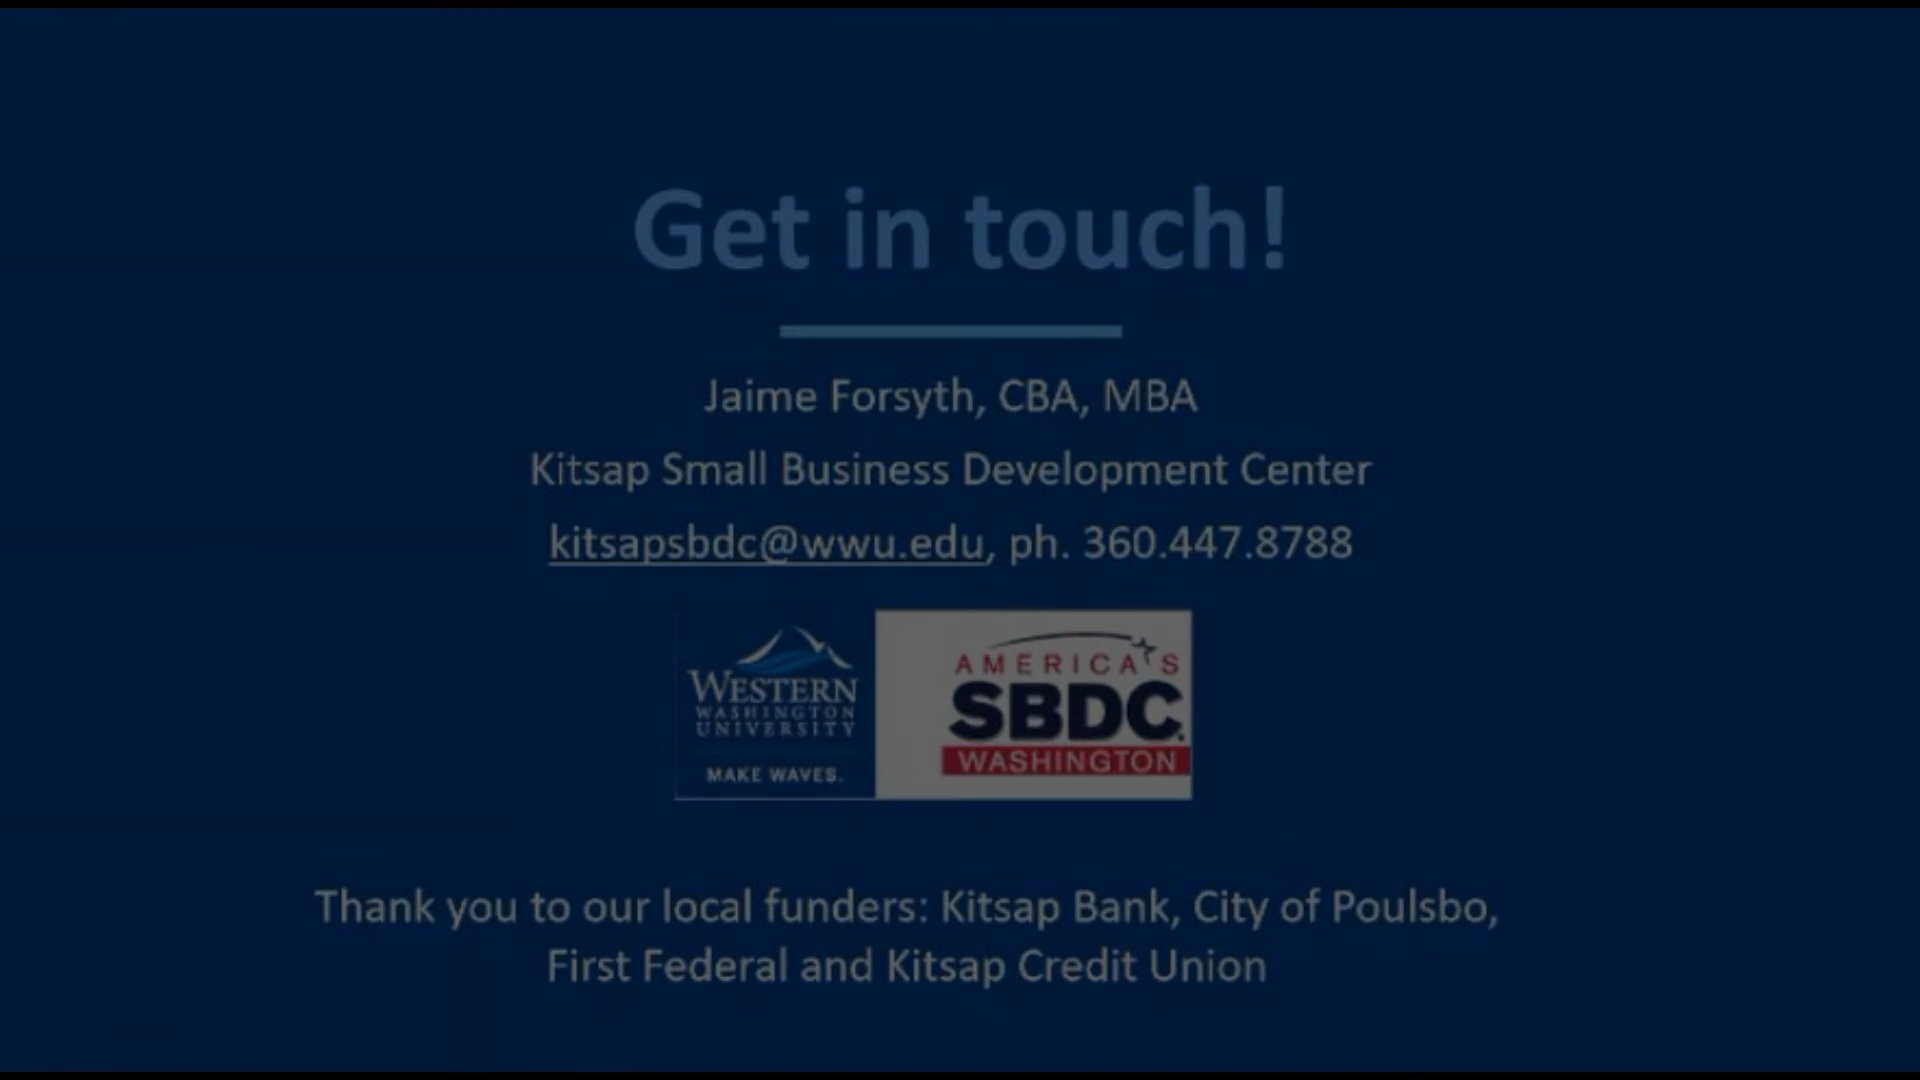 Get in touch!
Jaime Forsyth, CBA, MBA
Kitsap Small Business Development Center
kitsapsbdc@wwu.edu, ph. 360.447.8788
WESTERN
WASHINGTON
UNIVERSITY
MAKE WAVES.
AMERICA'S
SBDC
WASHINGTON
Thank you to our local funders: Kitsap Bank, City of Poulsbo,
First Federal and Kitsap Credit Union